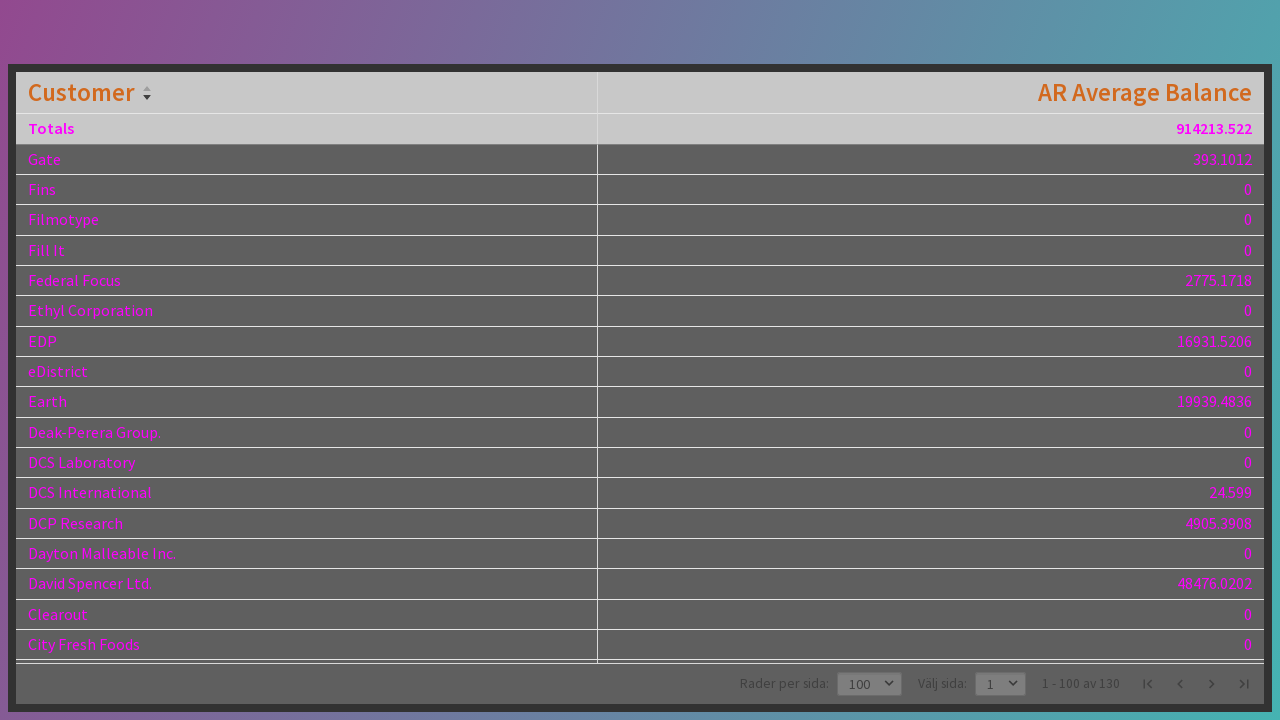 Customer AR Average Balance
Totals 914213.522
Gate 393.1012
Fins 0
Filmotype 0
Fill It 0
Federal Focus 2775.1718
Ethyl Corporation 0
EDP 16931.5206
eDistrict 0
Earth 19939.4836
Deak-Perera Group. 0
DCS Laboratory 0
DCS International 24.599
DCP Research 4905.3908
Dayton Malleable Inc. 0
David Spencer Ltd. 48476.0202
Clearout 0
City Fresh Foods 0
Rader per sida: 100 Välj sida: 1 1 - 100 av 130